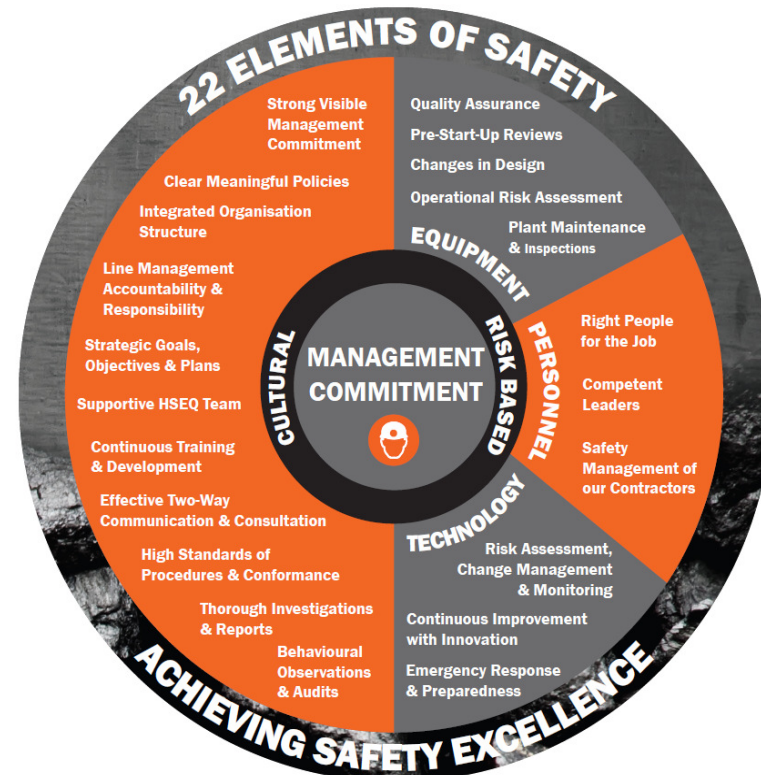 22 ELEMENTS OF SAFETY
Strong Visible
Management
Commitment
Clear Meaningful Policies
Integrated Organisation
Structure
Line Management
Accountability &
Responsibility
Strategic Goals,
Objectives & Plans
Supportive HSEQ Team
Continuous Training
& Development
Effective Two-Way
Communication & Consultation
High Standards of
Procedures & Conformance
Thorough Investigations
& Reports
Behavioural
Observations
& Audits
CULTURAL
MANAGEMENT
COMMITMENT
RISK BASED
Quality Assurance
Pre-Start-Up Reviews
Changes in Design
Operational Risk Assessment
Plant Maintenance
& Inspections
EQUIPMENT
PERSONNEL
Right People
for the Job
Competent
Leaders
Safety
Management of
our Contractors
TECHNOLOGY
Risk Assessment,
Change Management
& Monitoring
Continuous Improvement
with Innovation
Emergency Response
& Preparedness
ACHIEVING SAFETY EXCELLENCE